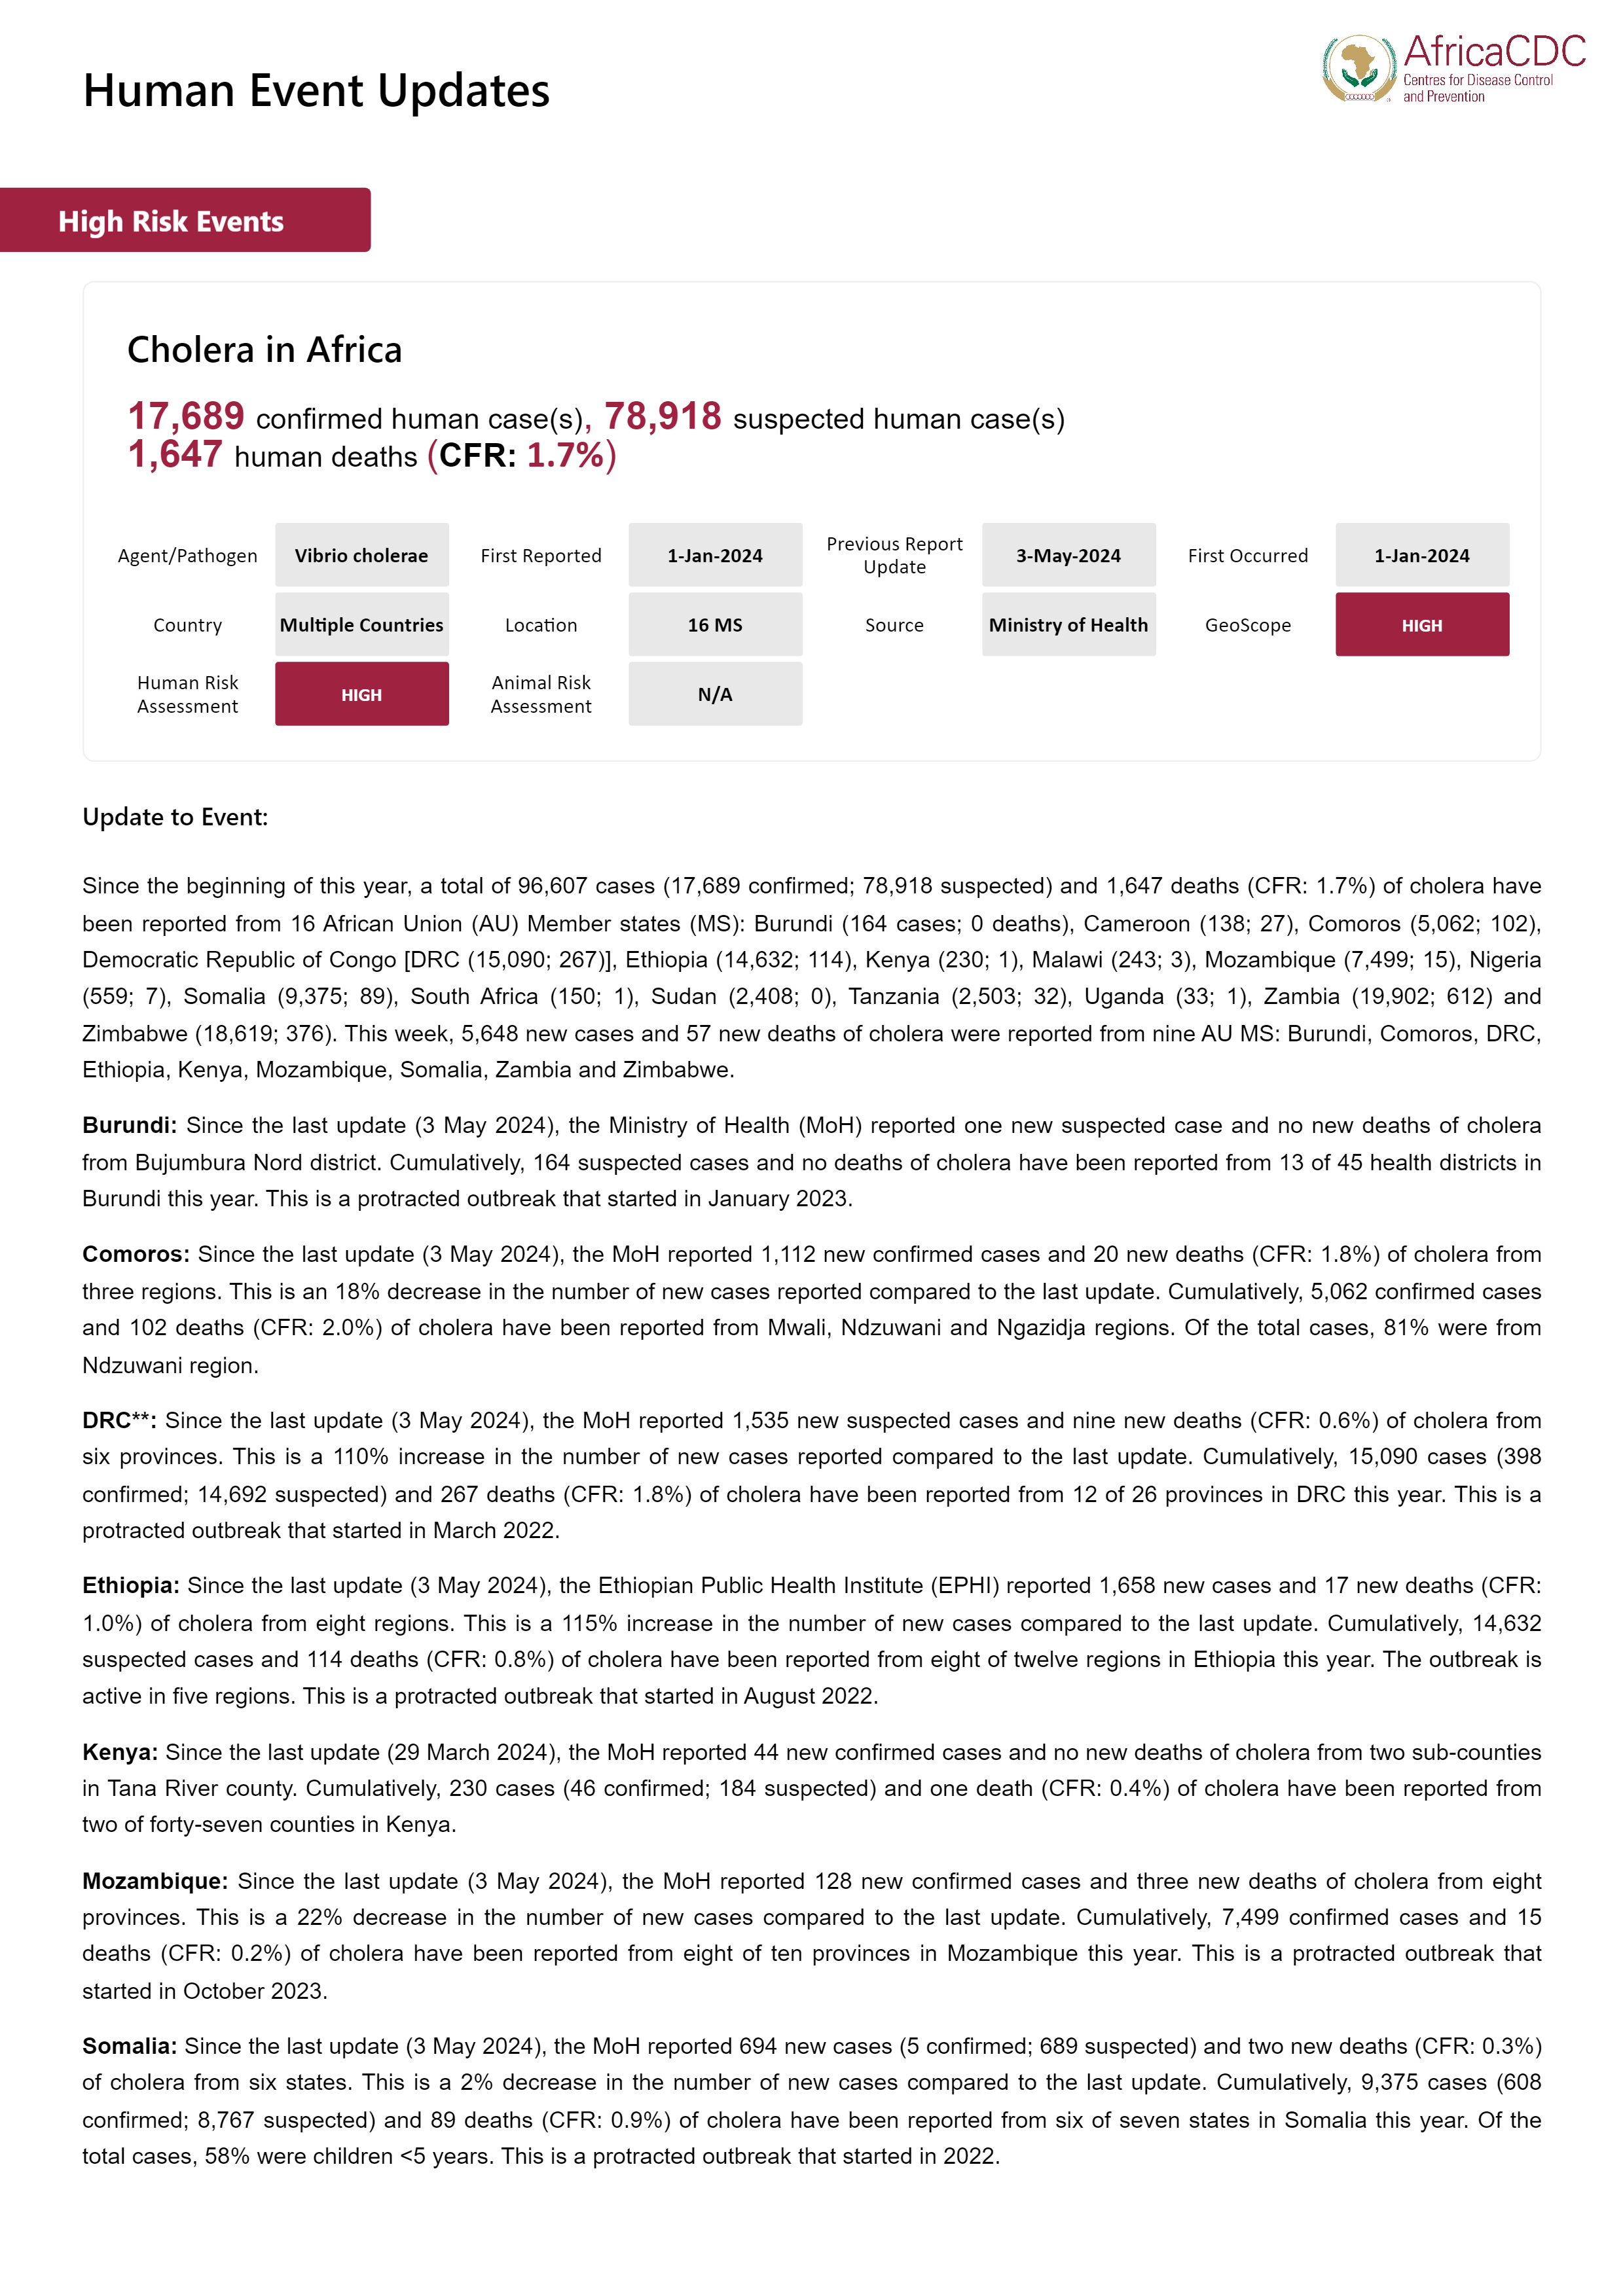 Human Event Updates
AfricaCDC
Centres for Disease Control
and Prevention
High Risk Events
Cholera in Africa
17,689 confirmed human case(s), 78,918 suspected human case(s)
1,647 human deaths (CFR: 1.7%)
Agent/Pathogen Vibrio cholerae First Reported 1-Jan-2024 Previous Report Update 3-May-2024 First Occurred 1-Jan-2024
Country Multiple Countries Location 16 MS Source Ministry of Health GeoScope HIGH
Human Risk Assessment HIGH Animal Risk Assessment N/A
Update to Event:
Since the beginning of this year, a total of 96,607 cases (17,689 confirmed; 78,918 suspected) and 1,647 deaths (CFR: 1.7%) of cholera have
been reported from 16 African Union (AU) Member states (MS): Burundi (164 cases; 0 deaths), Cameroon (138; 27), Comoros (5,062; 102),
Democratic Republic of Congo [DRC (15,090; 267)], Ethiopia (14,632; 114), Kenya (230; 1), Malawi (243; 3), Mozambique (7,499; 15), Nigeria
(559; 7), Somalia (9,375; 89), South Africa (150; 1), Sudan (2,408; 0), Tanzania (2,503; 32), Uganda (33; 1), Zambia (19,902; 612) and
Zimbabwe (18,619; 376). This week, 5,648 new cases and 57 new deaths of cholera were reported from nine AU MS: Burundi, Comoros, DRC,
Ethiopia, Kenya, Mozambique, Somalia, Zambia and Zimbabwe.
Burundi: Since the last update (3 May 2024), the Ministry of Health (MoH) reported one new suspected case and no new deaths of cholera
from Bujumbura Nord district. Cumulatively, 164 suspected cases and no deaths of cholera have been reported from 13 of 45 health districts in
Burundi this year. This is a protracted outbreak that started in January 2023.
Comoros: Since the last update (3 May 2024), the MoH reported 1,112 new confirmed cases and 20 new deaths (CFR: 1.8%) of cholera from
three regions. This is an 18% decrease in the number of new cases reported compared to the last update. Cumulatively, 5,062 confirmed cases
and 102 deaths (CFR: 2.0%) of cholera have been reported from Mwali, Ndzuwani and Ngazidja regions. Of the total cases, 81% were from
Ndzuwani region.
DRC**: Since the last update (3 May 2024), the MoH reported 1,535 new suspected cases and nine new deaths (CFR: 0.6%) of cholera from
six provinces. This is a 110% increase in the number of new cases reported compared to the last update. Cumulatively, 15,090 cases (398
confirmed; 14,692 suspected) and 267 deaths (CFR: 1.8%) of cholera have been reported from 12 of 26 provinces in DRC this year. This is a
protracted outbreak that started in March 2022.
Ethiopia: Since the last update (3 May 2024), the Ethiopian Public Health Institute (EPHI) reported 1,658 new cases and 17 new deaths (CFR:
1.0%) of cholera from eight regions. This is a 115% increase in the number of new cases compared to the last update. Cumulatively, 14,632
suspected cases and 114 deaths (CFR: 0.8%) of cholera have been reported from eight of twelve regions in Ethiopia this year. The outbreak is
active in five regions. This is a protracted outbreak that started in August 2022.
Kenya: Since the last update (29 March 2024), the MoH reported 44 new confirmed cases and no new deaths of cholera from two sub-counties
in Tana River county. Cumulatively, 230 cases (46 confirmed; 184 suspected) and one death (CFR: 0.4%) of cholera have been reported from
two of forty-seven counties in Kenya.
Mozambique: Since the last update (3 May 2024), the MoH reported 128 new confirmed cases and three new deaths of cholera from eight
provinces. This is a 22% decrease in the number of new cases compared to the last update. Cumulatively, 7,499 confirmed cases and 15
deaths (CFR: 0.2%) of cholera have been reported from eight of ten provinces in Mozambique this year. This is a protracted outbreak that
started in October 2023.
Somalia: Since the last update (3 May 2024), the MoH reported 694 new cases (5 confirmed; 689 suspected) and two new deaths (CFR: 0.3%)
of cholera from six states. This is a 2% decrease in the number of new cases compared to the last update. Cumulatively, 9,375 cases (608
confirmed; 8,767 suspected) and 89 deaths (CFR: 0.9%) of cholera have been reported from six of seven states in Somalia this year. Of the
total cases, 58% were children <5 years. This is a protracted outbreak that started in 2022.